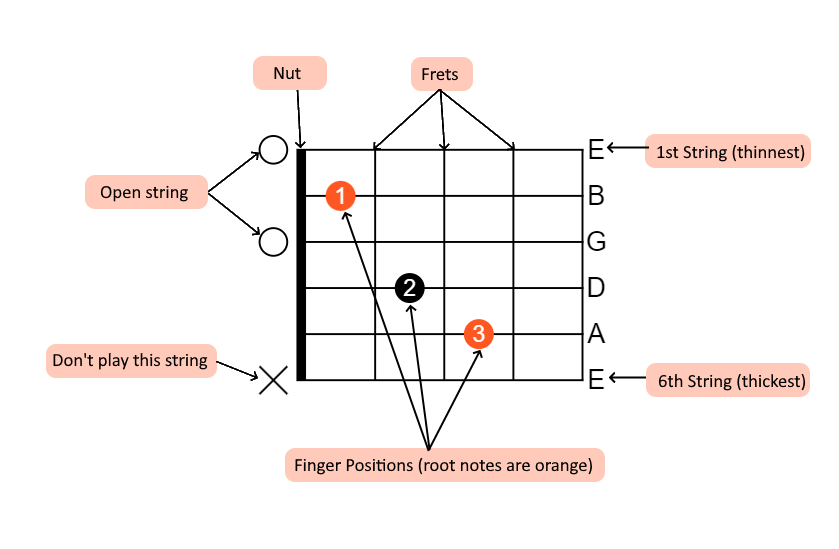 Nut
Frets
E
1st String (thinnest)
Open string
1
B
G
2
D
3
A
Don't play this string
E
6th String (thickest)
Finger Positions (root notes are orange)